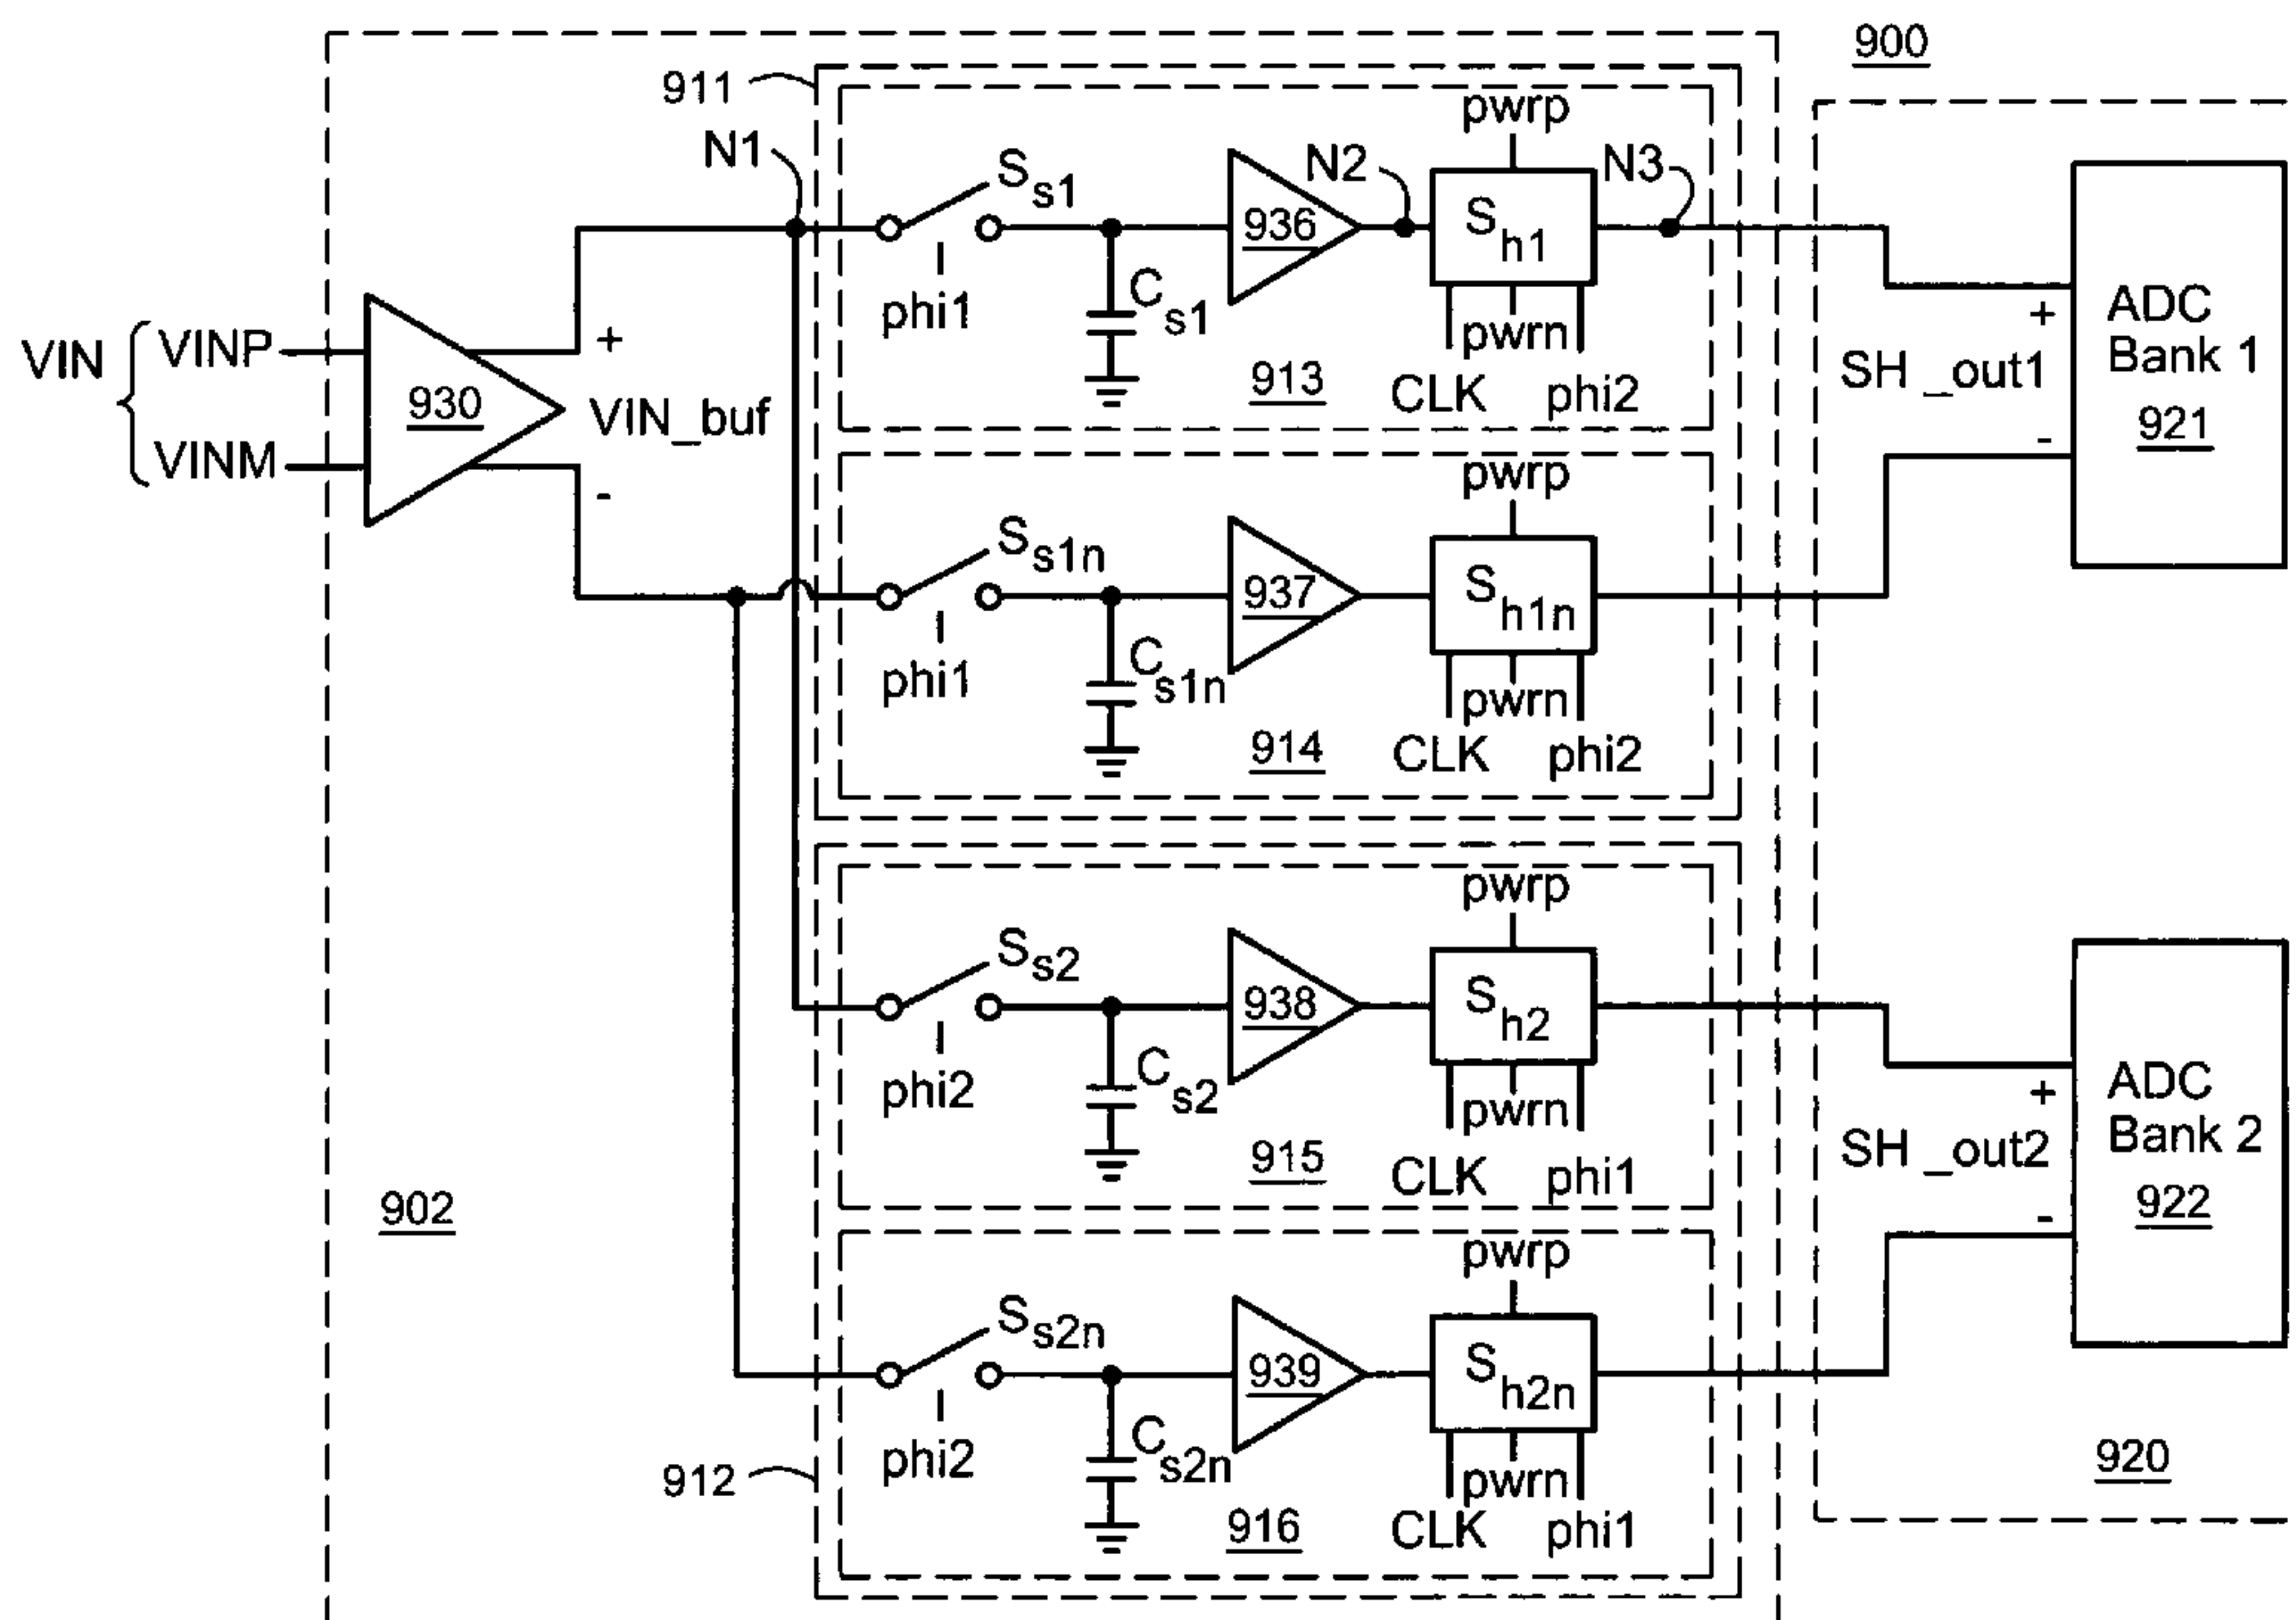 900
911
pwrp
N1
S s1
N2
N3
936
S h1
phi1
C s1
pwrn
CLK
phi2
913
VIN
VINP
VINM
930
+
VIN_buf
-
+
ADC
Bank 1
SH _out1
921
-
pwrp
S s1n
937
S h1n
phi1
C s1n
pwrn
CLK
phi2
914
pwrp
S s2
938
S h2
phi2
C s2
pwrn
CLK
phi1
915
+
ADC
Bank 2
SH _out2
922
-
902
pwrp
S s2n
939
S h2n
phi2
C s2n
pwrn
CLK
phi1
912
916
920